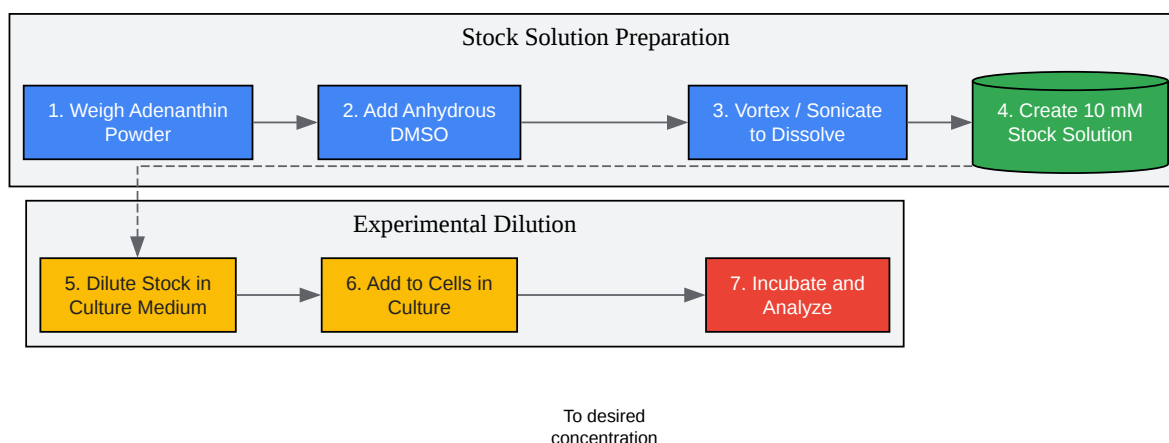 Stock Solution Preparation
1. Weigh Adenanthin
Powder
2. Add Anhydrous
DMSO
3. Vortex / Sonicate
to Dissolve
4. Create 10 mM
Stock Solution
Experimental Dilution
5. Dilute Stock in
Culture Medium
6. Add to Cells in
Culture
7. Incubate and
Analyze
To desired
concentration